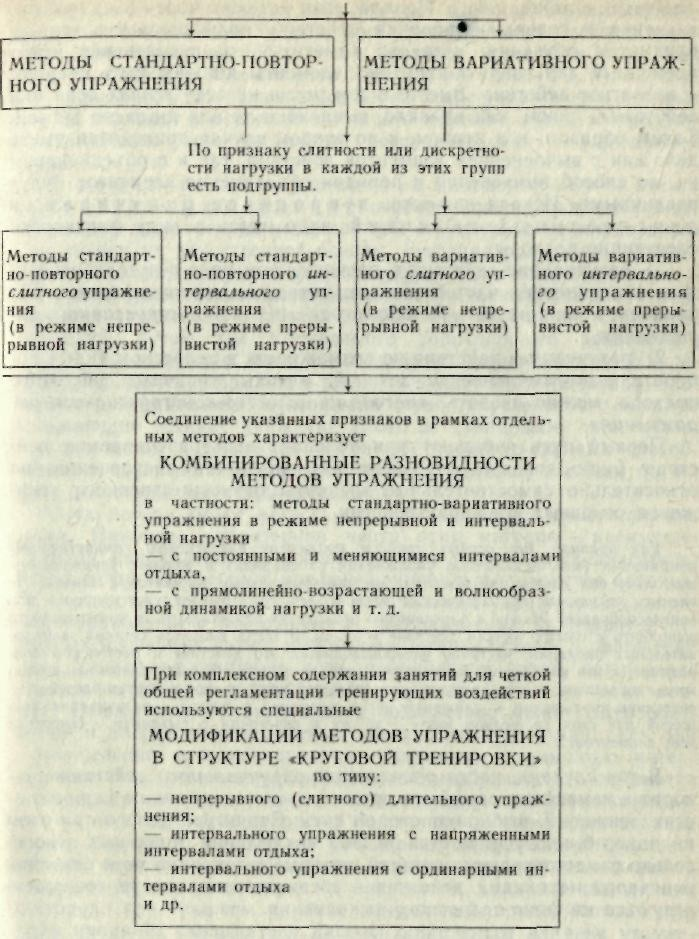 МЕТОДЫ СТАНДАРТНО-ПОВТОР-
НОГО УПРАЖНЕНИЯ
МЕТОДЫ ВАРИАТИВНОГО УПРАЖ-
НЕНИЯ
По признаку слитности или дискретно-
сти нагрузки в каждой из этих групп
есть подгруппы.
Методы стандарт-
но-повторного
слитного упражне-
ния
(в режиме непре-
рывной нагрузки)
Методы стандарт-
но-повторного ин-
тервального уп-
ражнения
(в режиме преры-
вистой нагрузки)
Методы вариатив-
ного слитного уп-
ражнения
(в режиме непре-
рывной нагрузки)
Методы вариатив-
ного интервально-
го упражнения
(в режиме преры-
вистой нагрузки)
Соединение указанных признаков в рамках отдель-
ных методов характеризует
КОМБИНИРОВАННЫЕ РАЗНОВИДНОСТИ
МЕТОДОВ УПРАЖНЕНИЯ
в частности: методы стандартно-вариативного
упражнения в режиме непрерывной и интерваль-
ной нагрузки
— с постоянными и меняющимися интервалами
отдыха,
— с прямолинейно-возрастающей и волнообраз-
ной динамикой нагрузки и т. д.
При комплексном содержании занятий для четкой
общей регламентации тренирующих воздействий
используются специальные
МОДИФИКАЦИИ МЕТОДОВ УПРАЖНЕНИЯ
В СТРУКТУРЕ «КРУГОВОЙ ТРЕНИРОВКИ»
по типу:
— непрерывного (слитного) длительного упраж-
нения;
— интервального упражнения с напряженными
интервалами отдыха;
— интервального упражнения с ординарными ин-
тервалами отдыха
и др.